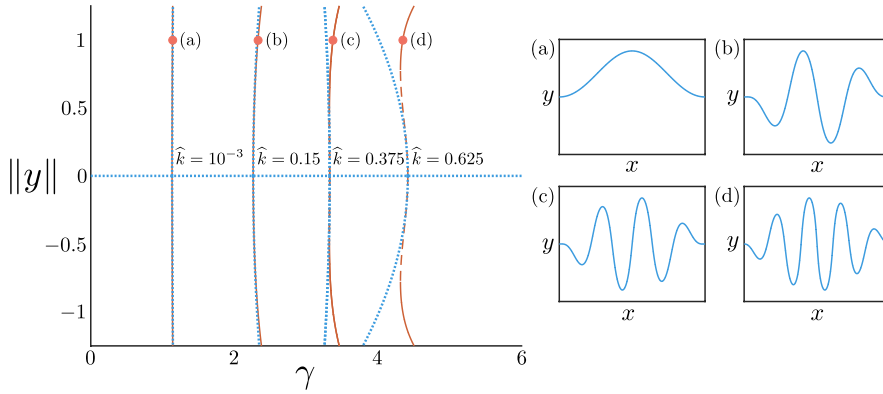 1
0.5
0
−0.5
−1
‖y‖
(a)
(b)
(c)
(d)
k̂ = 10⁻³
k̂ = 0.15
k̂ = 0.375
k̂ = 0.625
0
2
4
6
γ
(a)
y
x
(b)
y
x
(c)
y
x
(d)
y
x